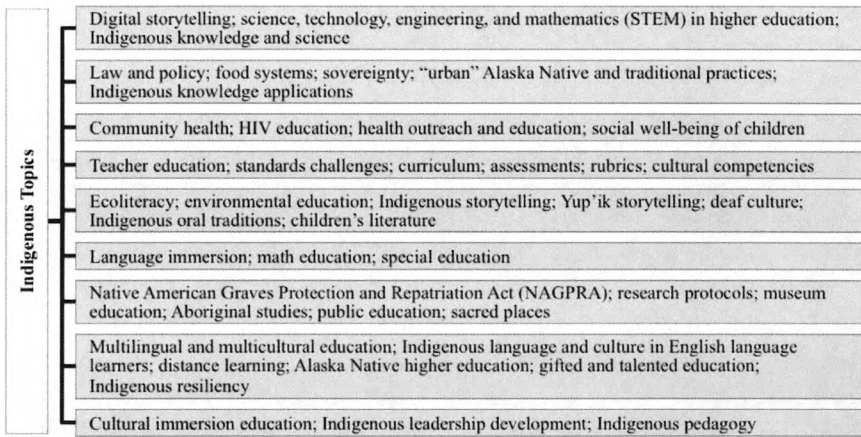 Indigenous Topics
Digital storytelling; science, technology, engineering, and mathematics (STEM) in higher education;
Indigenous knowledge and science
Law and policy; food systems; sovereignty; “urban” Alaska Native and traditional practices;
Indigenous knowledge applications
Community health; HIV education; health outreach and education; social well-being of children
Teacher education; standards challenges; curriculum; assessments; rubrics; cultural competencies
Ecoliteracy; environmental education; Indigenous storytelling; Yup’ik storytelling; deaf culture;
Indigenous oral traditions; children’s literature
Language immersion; math education; special education
Native American Graves Protection and Repatriation Act (NAGPRA); research protocols; museum
education; Aboriginal studies; public education; sacred places
Multilingual and multicultural education; Indigenous language and culture in English language
learners; distance learning; Alaska Native higher education; gifted and talented education;
Indigenous resiliency
Cultural immersion education; Indigenous leadership development; Indigenous pedagogy